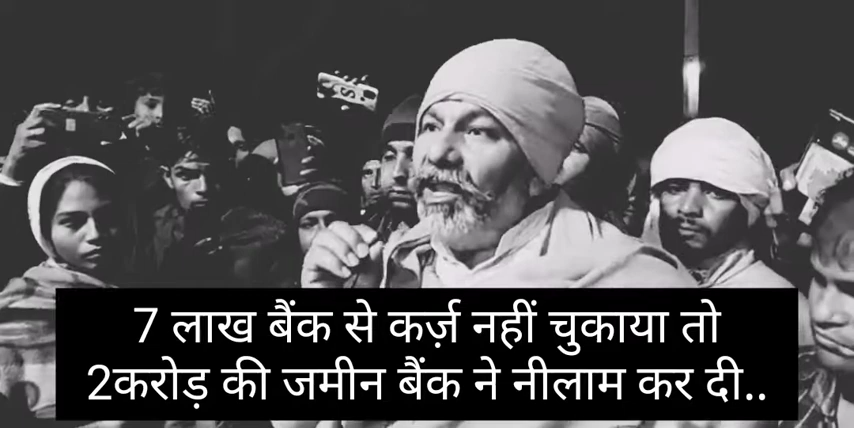 7 लाख बैंक से कर्ज़ नहीं चुकाया तो
2करोड़ की जमीन बैंक ने नीलाम कर दी..